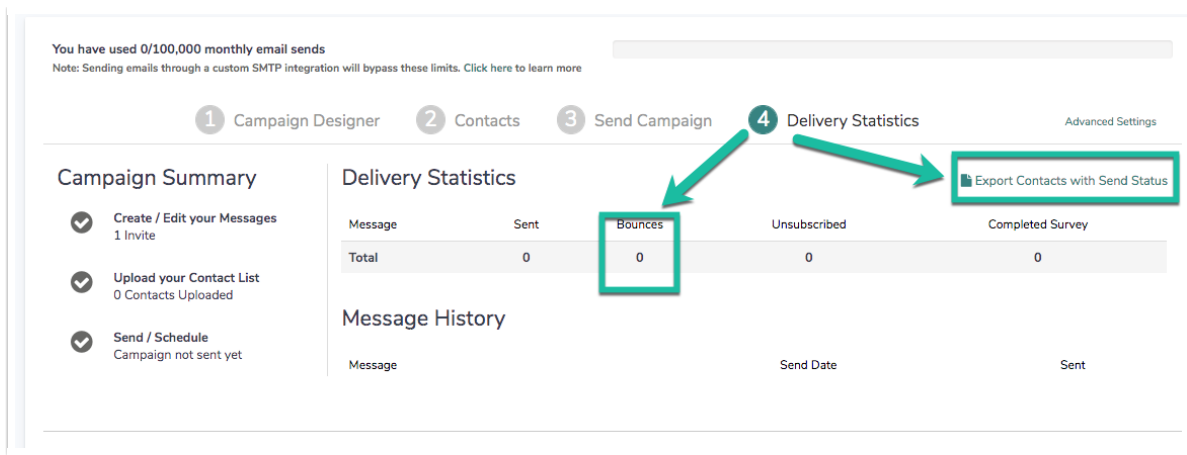 You have used 0/100,000 monthly email sends
Note: Sending emails through a custom SMTP integration will bypass these limits. Click here to learn more
1 Campaign Designer 2 Contacts 3 Send Campaign 4 Delivery Statistics Advanced Settings
Campaign Summary
Create / Edit your Messages
1 Invite
Upload your Contact List
0 Contacts Uploaded
Send / Schedule
Campaign not sent yet
Delivery Statistics
Export Contacts with Send Status
Message Sent Bounces Unsubscribed Completed Survey
Total 0 0 0 0
Message History
Message Send Date Sent